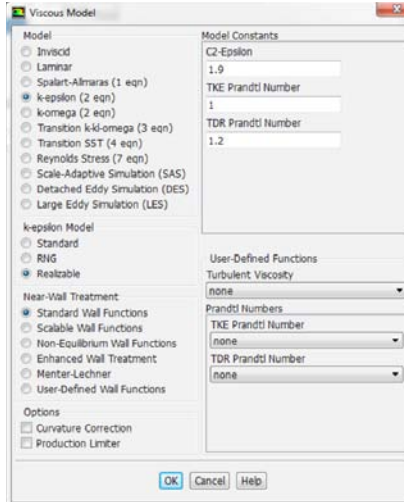 Viscous Model
Model
Inviscid
Laminar
Spalart-Allmaras (1 eqn)
k-epsilon (2 eqn)
k-omega (2 eqn)
Transition k-kl-omega (3 eqn)
Transition SST (4 eqn)
Reynolds Stress (7 eqn)
Scale-Adaptive Simulation (SAS)
Detached Eddy Simulation (DES)
Large Eddy Simulation (LES)
k-epsilon Model
Standard
RNG
Realizable
Near-Wall Treatment
Standard Wall Functions
Scalable Wall Functions
Non-Equilibrium Wall Functions
Enhanced Wall Treatment
Menter-Lechner
User-Defined Wall Functions
Options
Curvature Correction
Production Limiter
Model Constants
C2-Epsilon
1.9
TKE Prandtl Number
1
TDR Prandtl Number
1.2
User-Defined Functions
Turbulent Viscosity
none
Prandtl Numbers
TKE Prandtl Number
none
TDR Prandtl Number
none
OK Cancel Help